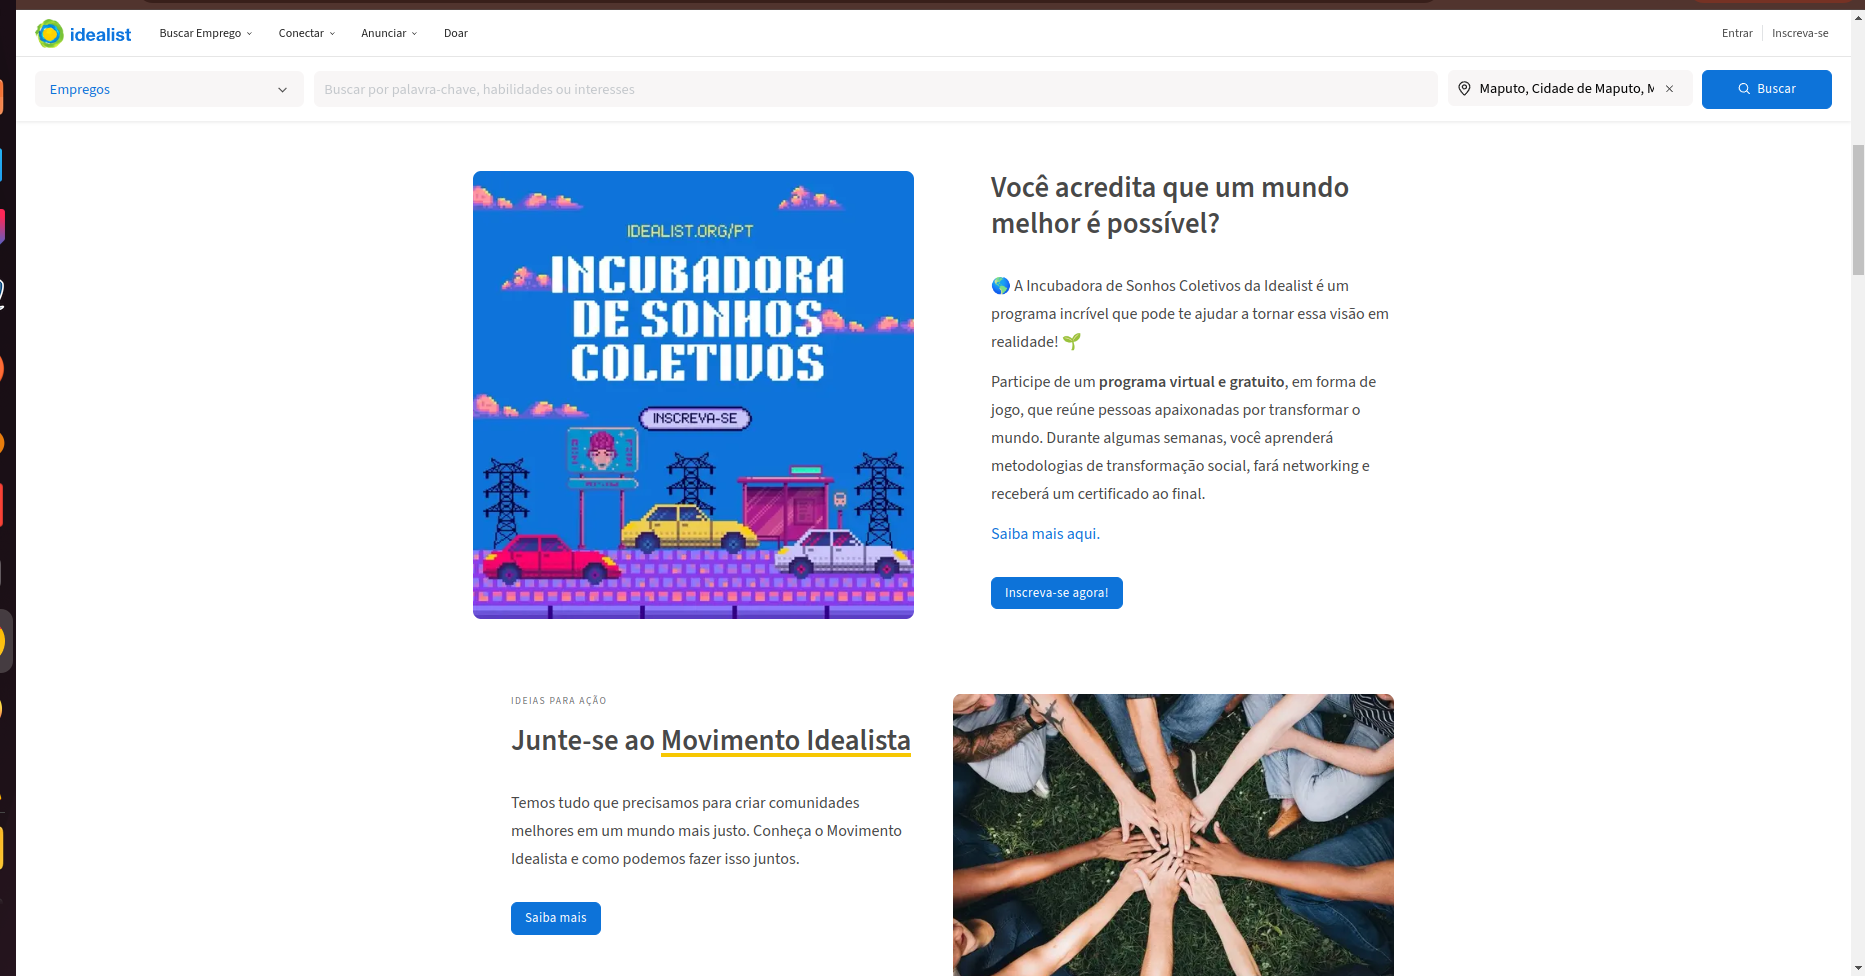 idealist
Buscar Emprego
Conectar
Anunciar
Doar
Entrar
Inscreva-se
Empregos
Buscar por palavra-chave, habilidades ou interesses
Maputo, Cidade de Maputo, M
Buscar
IDEALIST.ORG/PT
INCUBADORA
DE SONHOS
COLETIVOS
INSCREVA-SE
Você acredita que um mundo
melhor é possível?
🌎 A Incubadora de Sonhos Coletivos da Idealist é um
programa incrível que pode te ajudar a tornar essa visão em
realidade! 🌱
Participe de um programa virtual e gratuito, em forma de
jogo, que reúne pessoas apaixonadas por transformar o
mundo. Durante algumas semanas, você aprenderá
metodologias de transformação social, fará networking e
receberá um certificado ao final.
Saiba mais aqui.
Inscreva-se agora!
IDEIAS PARA AÇÃO
Junte-se ao Movimento Idealista
Temos tudo que precisamos para criar comunidades
melhores em um mundo mais justo. Conheça o Movimento
Idealista e como podemos fazer isso juntos.
Saiba mais